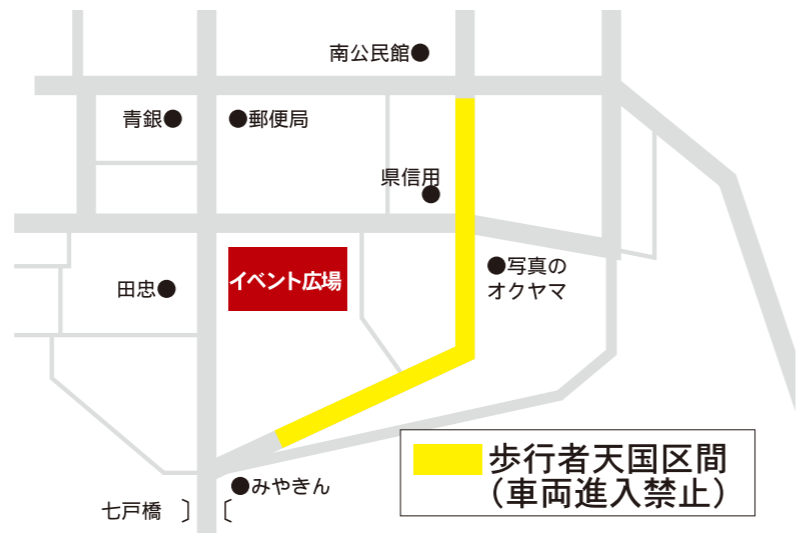 南公民館●
青銀●
●郵便局
県信用
●
イベント広場
田忠●
●写真の
オクヤマ
●みやきん
七戸橋 〕〔
歩行者天国区間
（車両進入禁止）